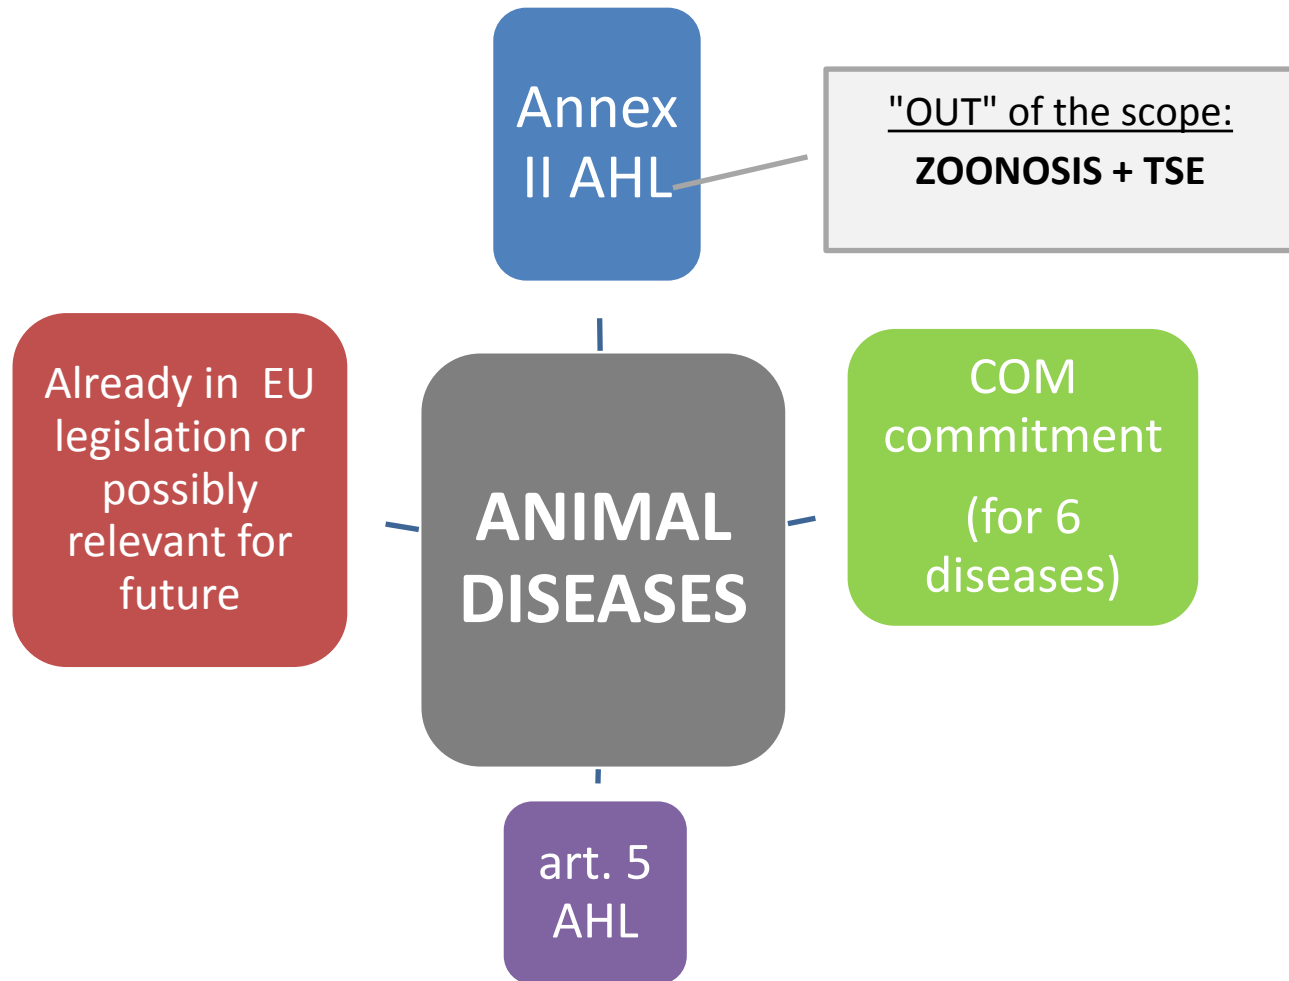 Annex
II AHL
"OUT" of the scope:
ZOONOSIS + TSE
Already in EU
legislation or
possibly
relevant for
future
ANIMAL
DISEASES
COM
commitment
(for 6
diseases)
art. 5
AHL